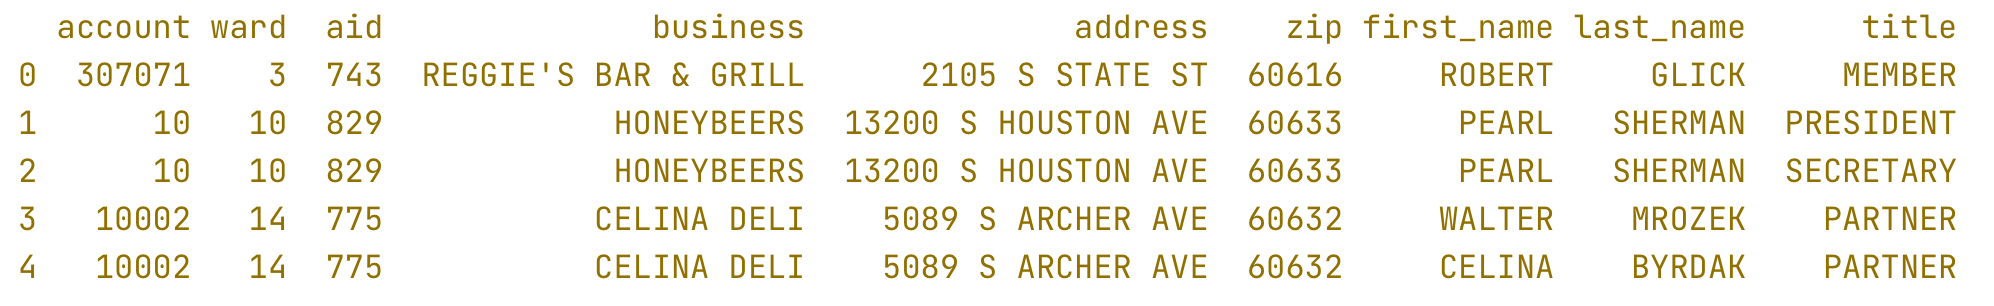 account ward aid business address zip first_name last_name title
0 307071 3 743 REGGIE'S BAR & GRILL 2105 S STATE ST 60616 ROBERT GLICK MEMBER
1 10 10 829 HONEYBEERS 13200 S HOUSTON AVE 60633 PEARL SHERMAN PRESIDENT
2 10 10 829 HONEYBEERS 13200 S HOUSTON AVE 60633 PEARL SHERMAN SECRETARY
3 10002 14 775 CELINA DELI 5089 S ARCHER AVE 60632 WALTER MROZEK PARTNER
4 10002 14 775 CELINA DELI 5089 S ARCHER AVE 60632 CELINA BYRDAK PARTNER